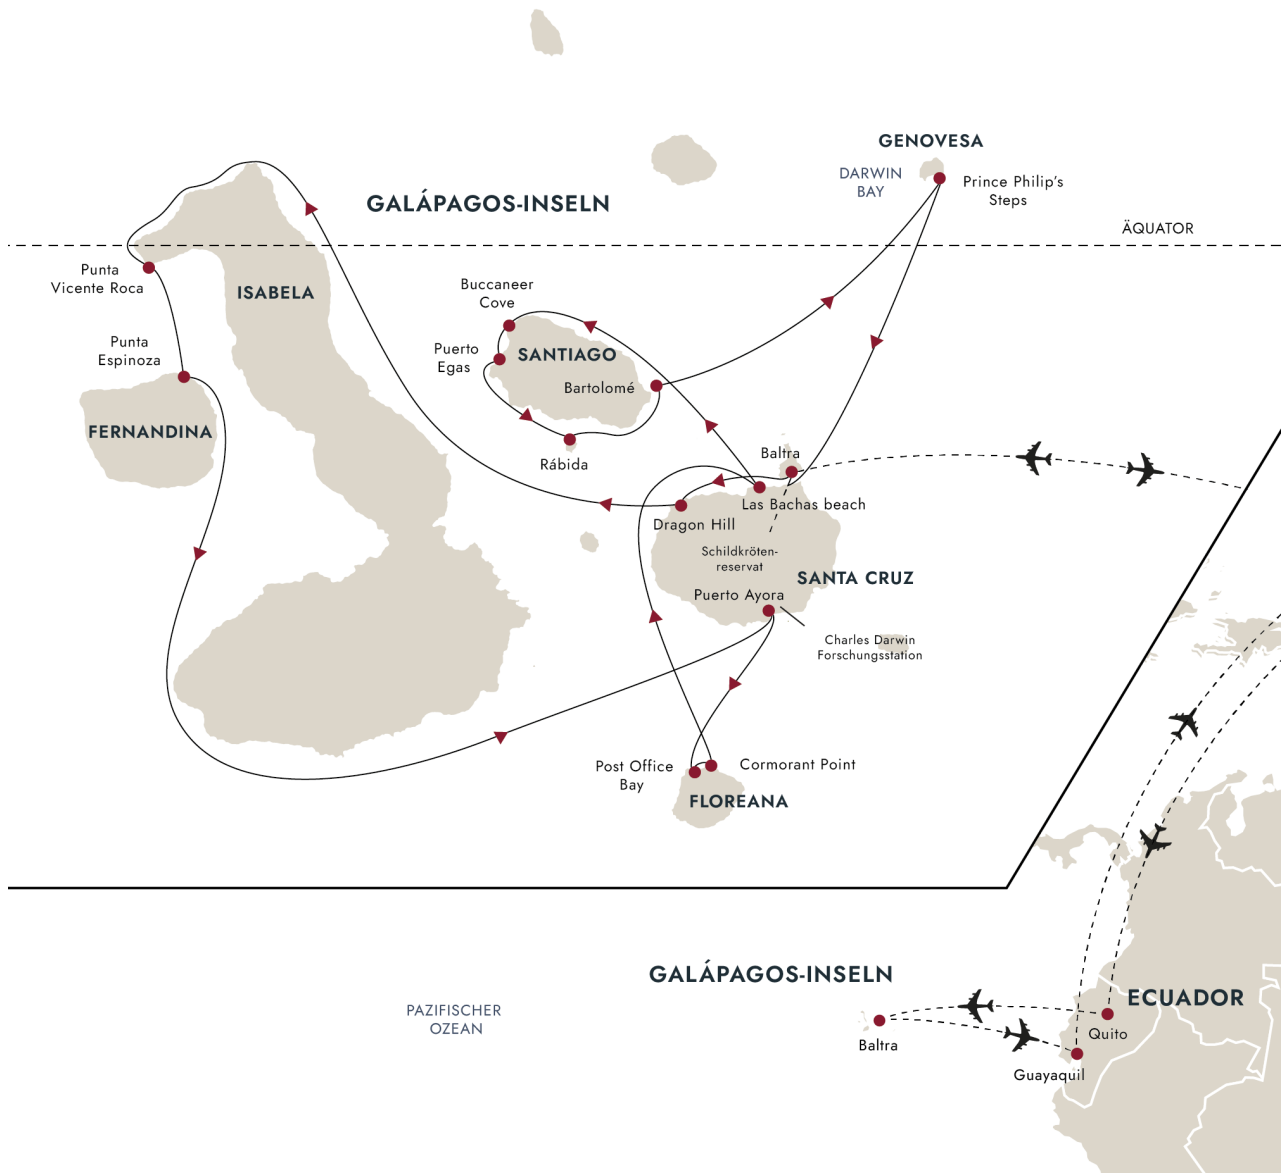 GENOVESA
DARWIN
BAY
Prince Philip's
Steps
GALÁPAGOS-INSELN
ÄQUATOR
Punta
Vicente Roca
ISABELA
Buccaneer
Cove
Punta
Espinoza
Puerto
Egas
SANTIAGO
Bartolomé
FERNANDINA
Rábida
Baltra
Las Bachas beach
Dragon Hill
Schildkröten-
reservat
SANTA CRUZ
Puerto Ayora
Charles Darwin
Forschungsstation
Post Office
Bay
Cormorant Point
FLOREANA
GALÁPAGOS-INSELN
ECUADOR
PAZIFISCHER
OZEAN
Quito
Baltra
Guayaquil